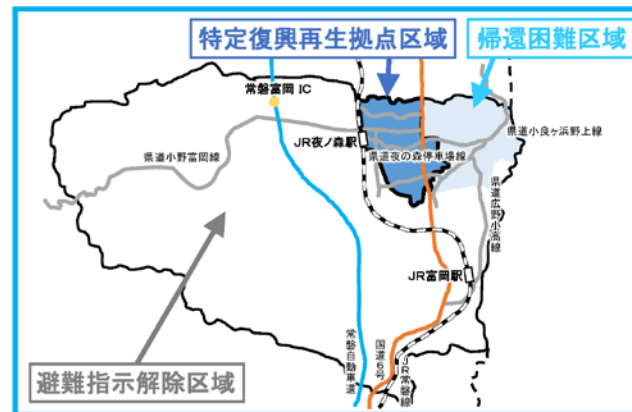 特定復興再生拠点区域
帰還困難区域
常磐富岡 IC
県道小良ヶ浜野上線
JR夜ノ森駅
県道夜の森停車場線
県道小野富岡線
県道広野小高線
JR富岡駅
避難指示解除区域
常磐自動車道
国道6号
JR常磐線